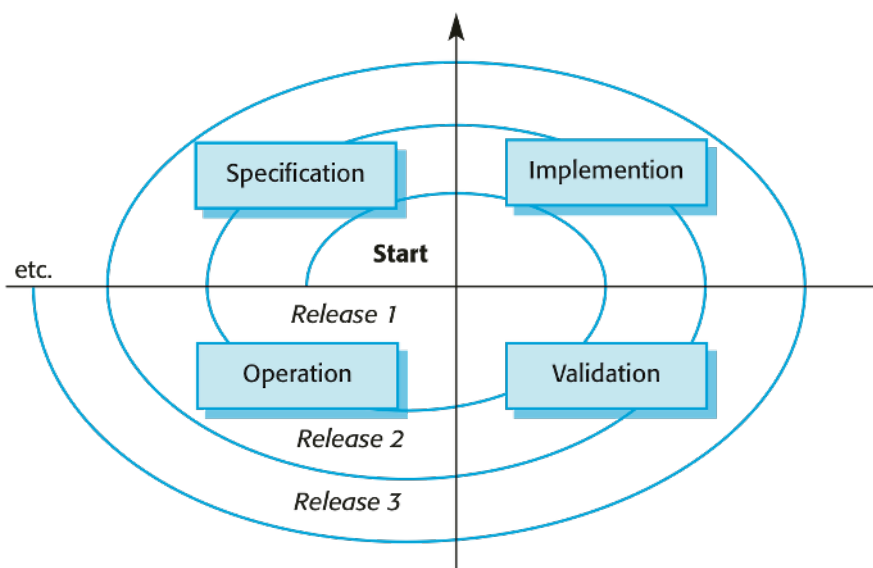 Specification
Implemention
Start
etc.
Release 1
Operation
Validation
Release 2
Release 3